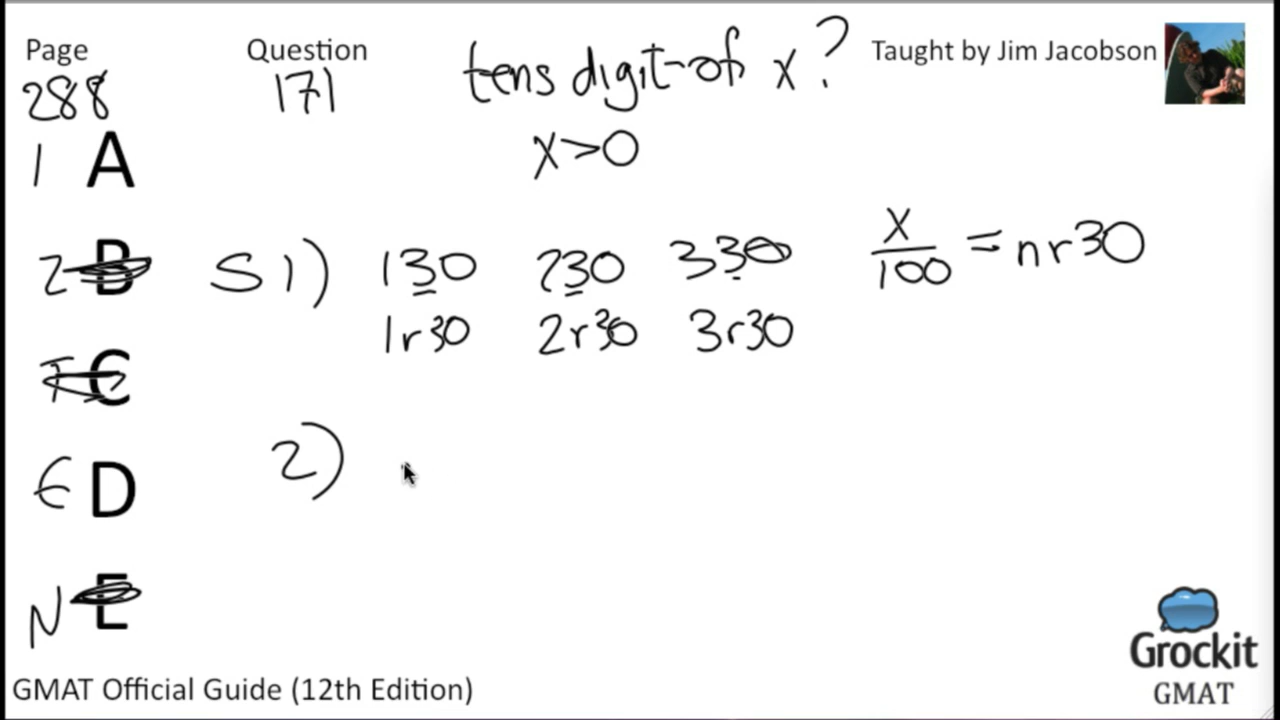 Page Question tens digit of x? Taught by Jim Jacobson
288 171
x>0
1 A
2 B S1) 130 230 330 x/100 = nr30
1r30 2r30 3r30
T C
2)
E D
N E
Grockit
GMAT
GMAT Official Guide (12th Edition)